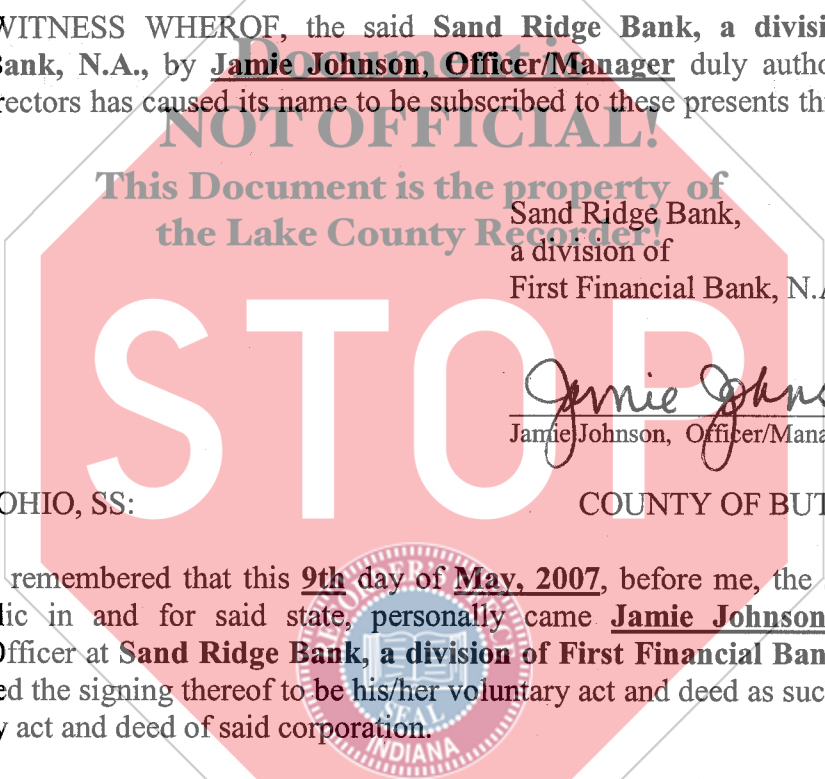 WITNESS WHEROF, the said Sand Ridge Bank, a divisi
Bank, N.A., by Jamie Johnson, Officer/Manager duly autho
rectors has caused its name to be subscribed to these presents thi
Document is
NOT OFFICIAL!
This Document is the property of
the Lake County Recorder!
Sand Ridge Bank,
a division of
First Financial Bank, N.A
STOP
Jamie Johns
Jamie Johnson, Officer/Mana
OHIO, SS:
COUNTY OF BUT
remembered that this 9th day of May, 2007, before me, the
lic in and for said state, personally came Jamie Johnson
Officer at Sand Ridge Bank, a division of First Financial Ban
ed the signing thereof to be his/her voluntary act and deed as suc
y act and deed of said corporation.
SEAL
INDIANA